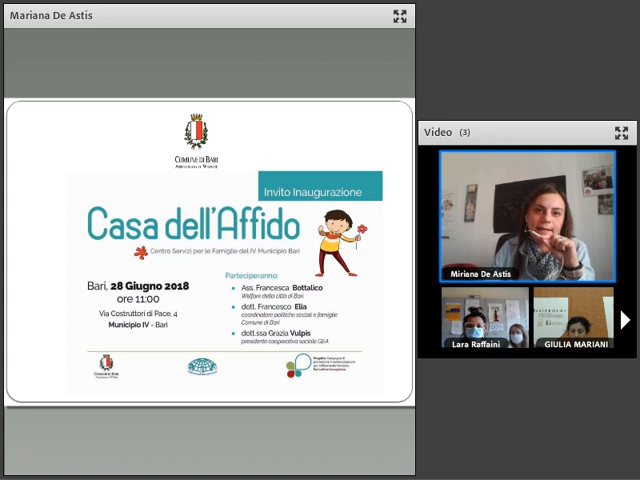 Mariana De Astis
COMUNE DI BARI
Invito Inaugurazione
Casa dell'Affido
Centro Servizi per le Famiglie del IV Municipio Bari
Bari, 28 Giugno 2018
ore 11:00
Via Costruttori di Pace, 4
Municipio IV - Bari
Parteciperanno:
Ass. Francesca Bottalico
Welfare della città di Bari
dott. Francesco Elia
coordinatore politiche sociali e famiglie
Comune di Bari
dott.ssa Grazia Vulpis
presidente cooperativa sociale GEA
COMUNE DI BARI
Video (3)
Miriana De Astis
Lara Raffaini
GIULIA MARIANI